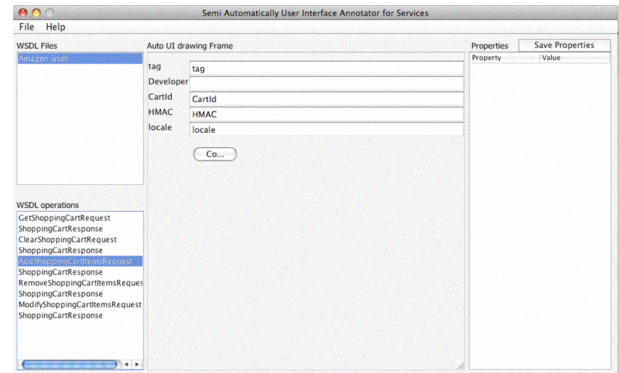 Semi Automatically User Interface Annotator for Services
File Help
WSDL Files
Amazon.wsdl
Auto UI drawing Frame
tag tag
Developer
CartId CartId
HMAC HMAC
locale locale
Co...
Properties Save Properties
Property Value
WSDL operations
GetShoppingCartRequest
ShoppingCartResponse
ClearShoppingCartRequest
ShoppingCartResponse
AddShoppingCartItemsRequest
ShoppingCartResponse
RemoveShoppingCartItemsReques
ShoppingCartResponse
ModifyShoppingCartItemsRequest
ShoppingCartResponse